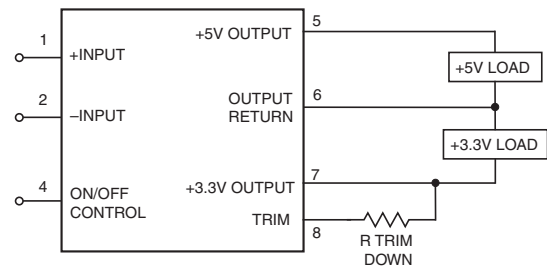 1
+INPUT
2
–INPUT
4
ON/OFF
CONTROL
+5V OUTPUT
5
OUTPUT
RETURN
6
+3.3V OUTPUT
7
TRIM
8
+5V LOAD
+3.3V LOAD
R TRIM
DOWN